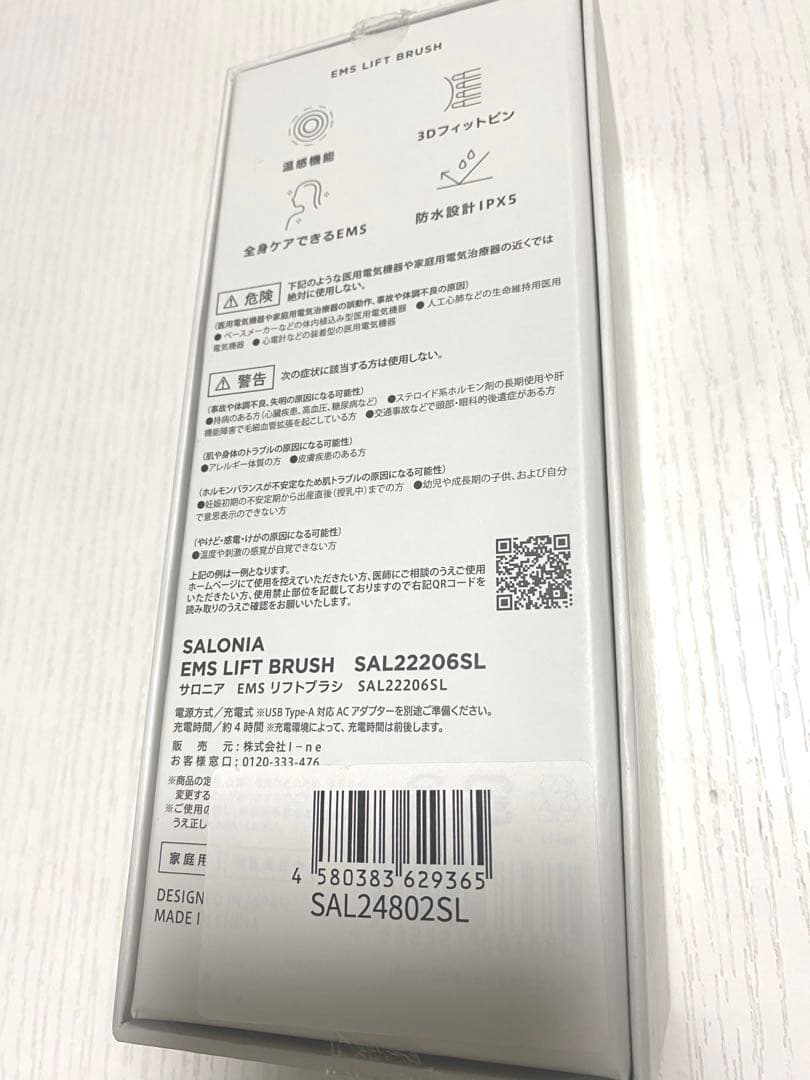 EMS LIFT BRUSH
温感機能
3Dフィットピン
全身ケアできるEMS
防水設計IPX5
危険 下記のような医用電気機器や家庭用電気治療器の近くでは
絶対に使用しない。
(医用電気機器や家庭用電気治療器の誤動作、事故や体調不良の原因)
●ペースメーカーなどの体内植込み型医用電気機器 ●人工心肺などの生命維持用医用
電気機器 ●心電計などの装着型の医用電気機器
警告 次の症状に該当する方は使用しない。
(事故や体調不良、失明の原因になる可能性)
●持病のある方(心臓疾患、高血圧、糖尿病など) ●ステロイド系ホルモン剤の長期使用や肝
機能障害で毛細血管拡張を起こしている方 ●交通事故などで頭部・眼科的後遺症がある方
(肌や身体のトラブルの原因になる可能性)
●アレルギー体質の方 ●皮膚疾患のある方
(ホルモンバランスが不安定なため肌トラブルの原因になる可能性)
●妊娠初期の不安定期から出産直後(授乳中)までの方 ●幼児や成長期の子供、および自分
で意思表示のできない方
(やけど・感電・けがの原因になる可能性)
●温度や刺激の感覚が自覚できない方
上記の例は一例となります。
ホームページにて使用を控えていただきたい方、医師にご相談のうえご使用
いただきたい方、使用禁止部位を記載しておりますので右記QRコードを
読み取りのうえご確認をお願いいたします。
SALONIA
EMS LIFT BRUSH SAL22206SL
サロニア EMS リフトブラシ SAL22206SL
電源方式/充電式 ※USB Type-A 対応 AC アダプターを別途ご準備ください。
充電時間/約4時間 ※充電環境によって、充電時間は前後します。
販売元:株式会社I-ne
お客様窓口:0120-333-476
※商品の定
変更する
※ご使用の
うえ正し
家庭用
DESIGN
MADE I
4 580383 629365
SAL24802SL